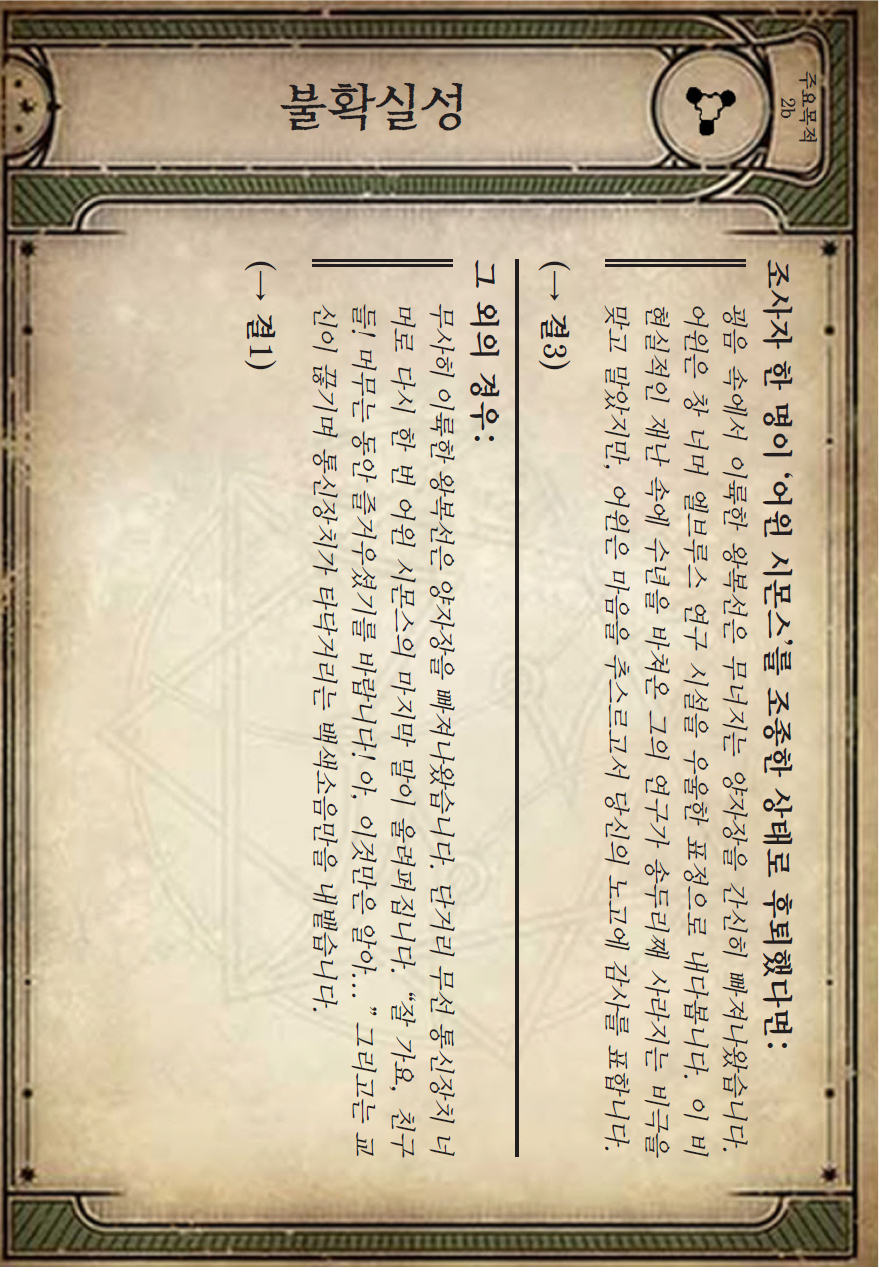 주요목적
2b
불확실성
조사자 한 명이 ‘어윈 시몬스’를 조종한 상태로 후퇴했다면:
굉음 속에서 이륙한 왕복선은 무너지는 양자장을 간신히 빠져나왔습니다.
어윈은 창 너머 엘브루스 연구 시설을 우울한 표정으로 내다봅니다. 이 비
현실적인 재난 속에 수년을 바쳐온 그의 연구가 송두리째 사라지는 비극을
맞고 말았지만, 어윈은 마음을 추스르고서 당신의 노고에 감사를 표합니다.
(→ 결3)
그 외의 경우:
무사히 이륙한 왕복선은 양자장을 빠져나왔습니다. 단거리 무선 통신장치 너
머로 다시 한 번 어윈 시몬스의 마지막 말이 울려퍼집니다. “잘 가요, 친구
들! 머무는 동안 즐거우셨기를 바랍니다! 아, 이것만은 알아… ” 그리고는 교
신이 끊기며 통신장치가 타닥거리는 백색소음만을 내뱉습니다.
(→ 결1)